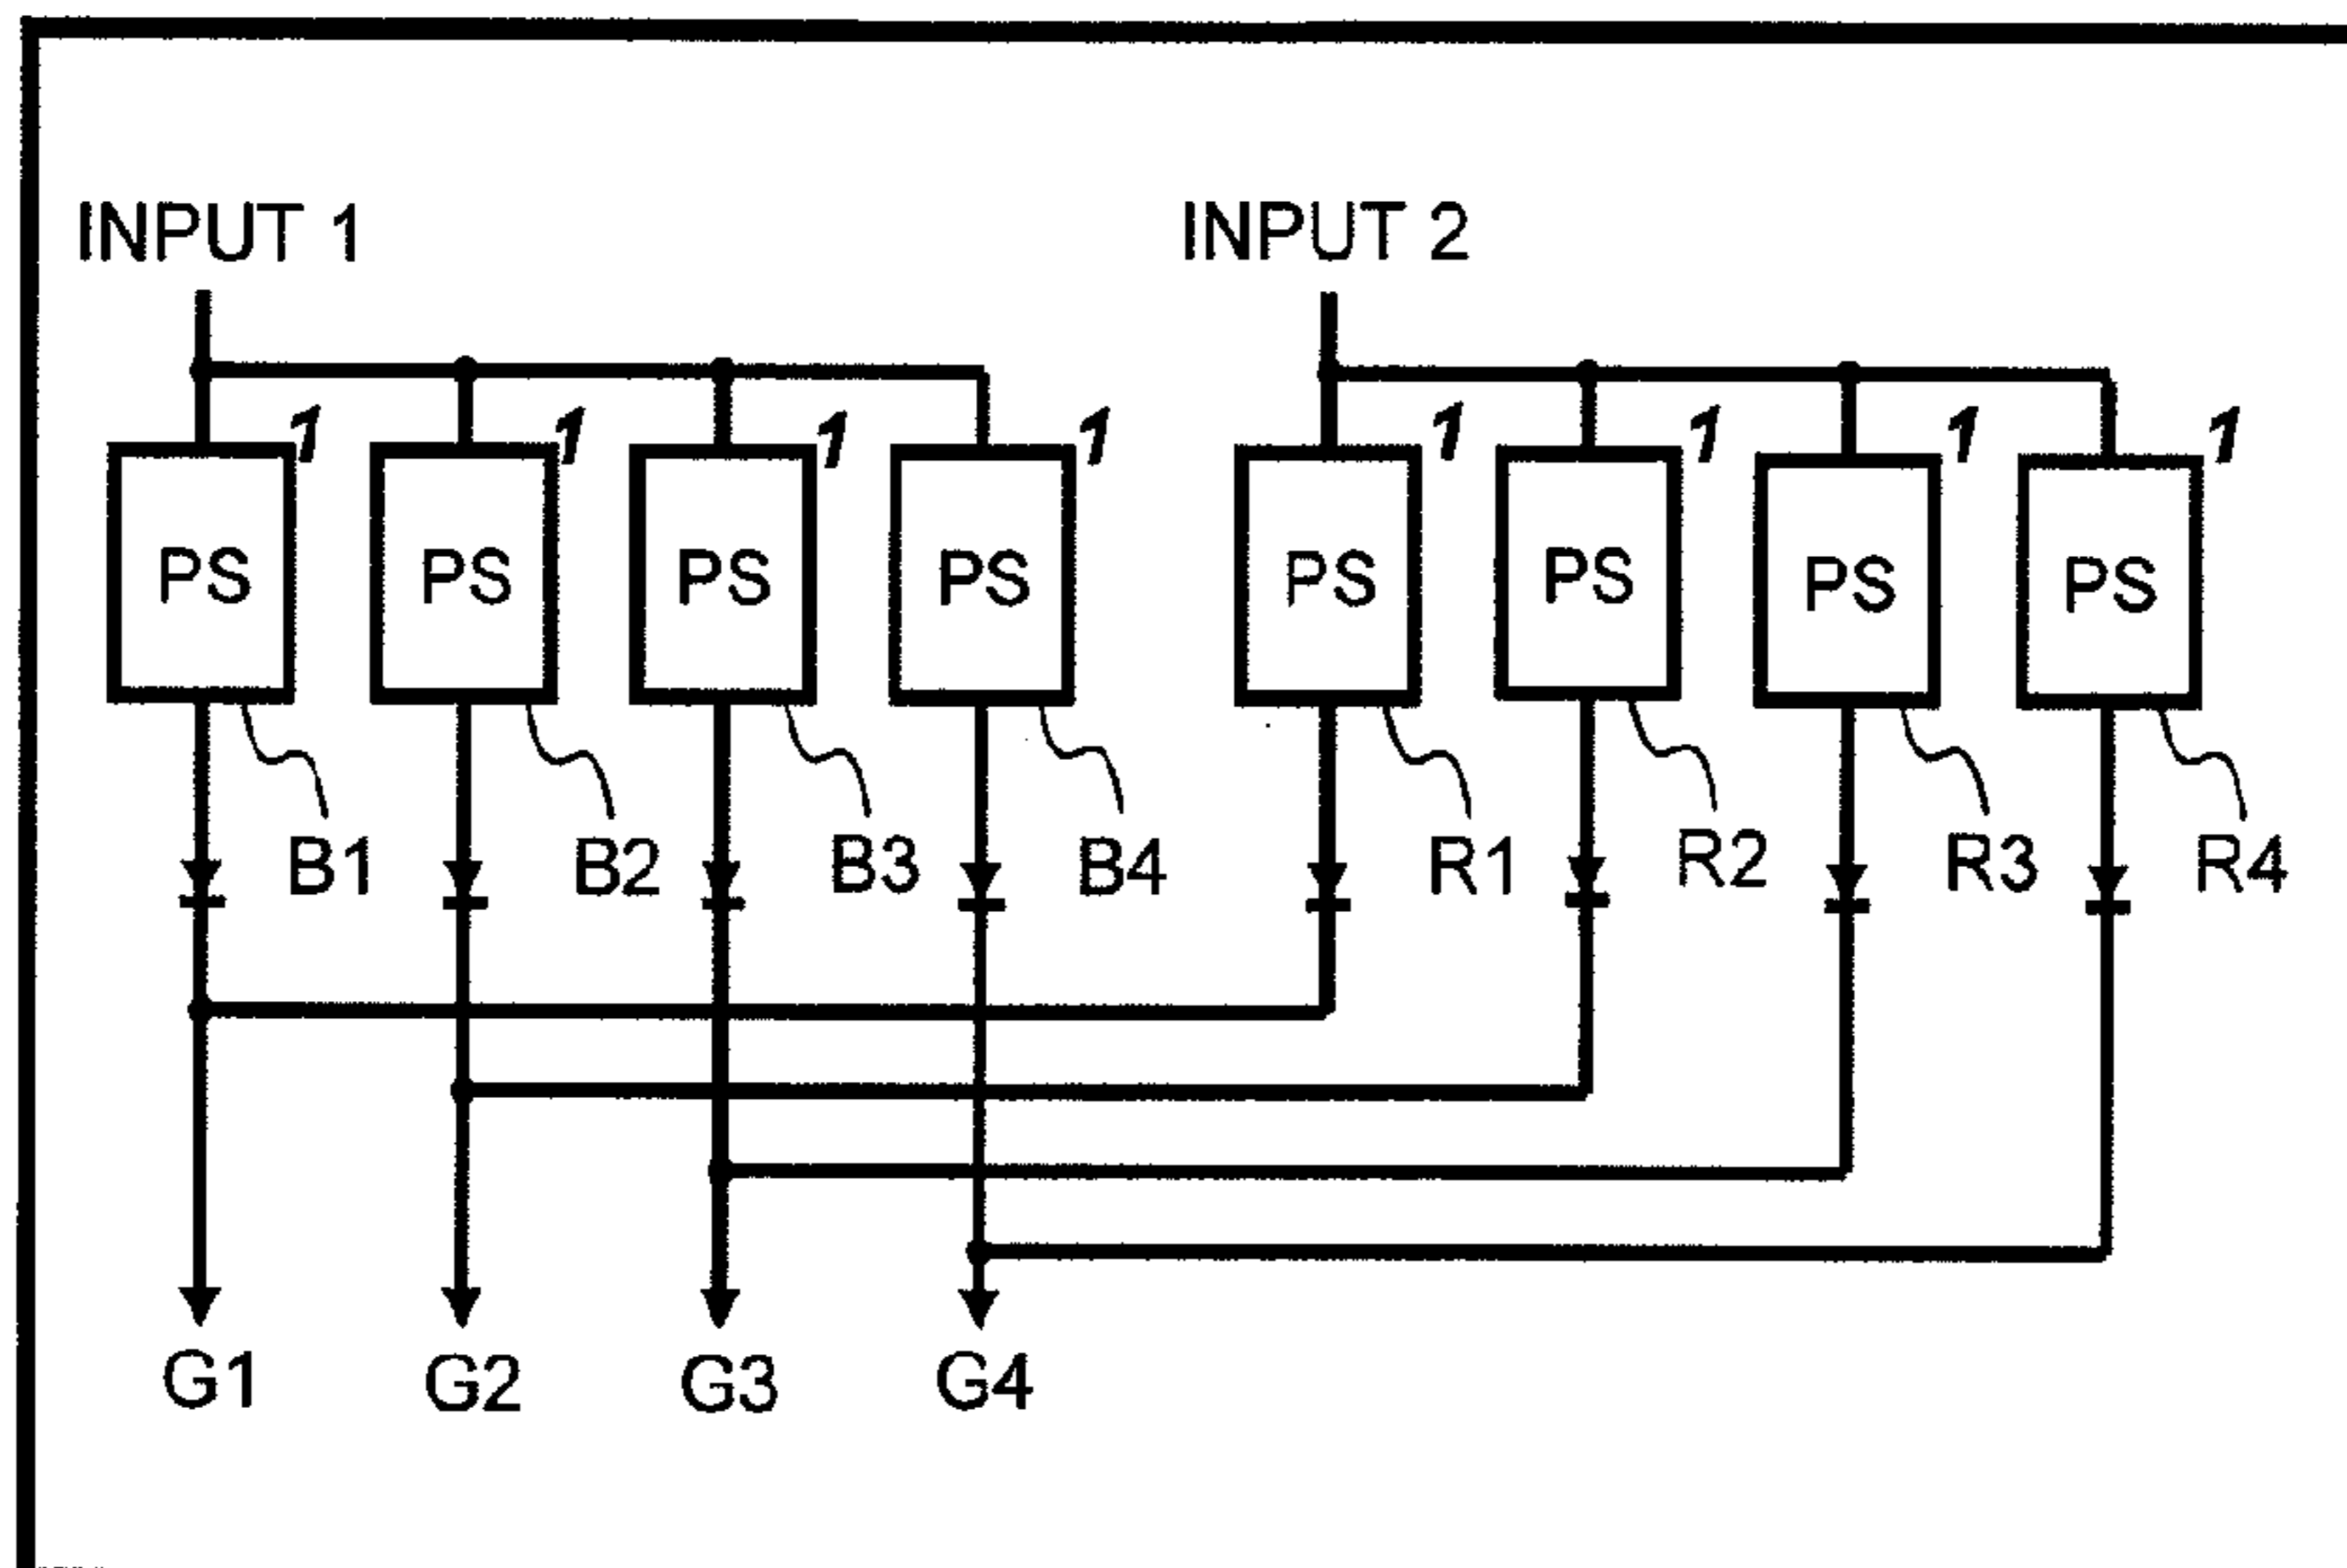 INPUT 1 INPUT 2
1 1 1 1 1 1 1 1
PS PS PS PS PS PS PS PS
B1 B2 B3 B4 R1 R2 R3 R4
G1 G2 G3 G4